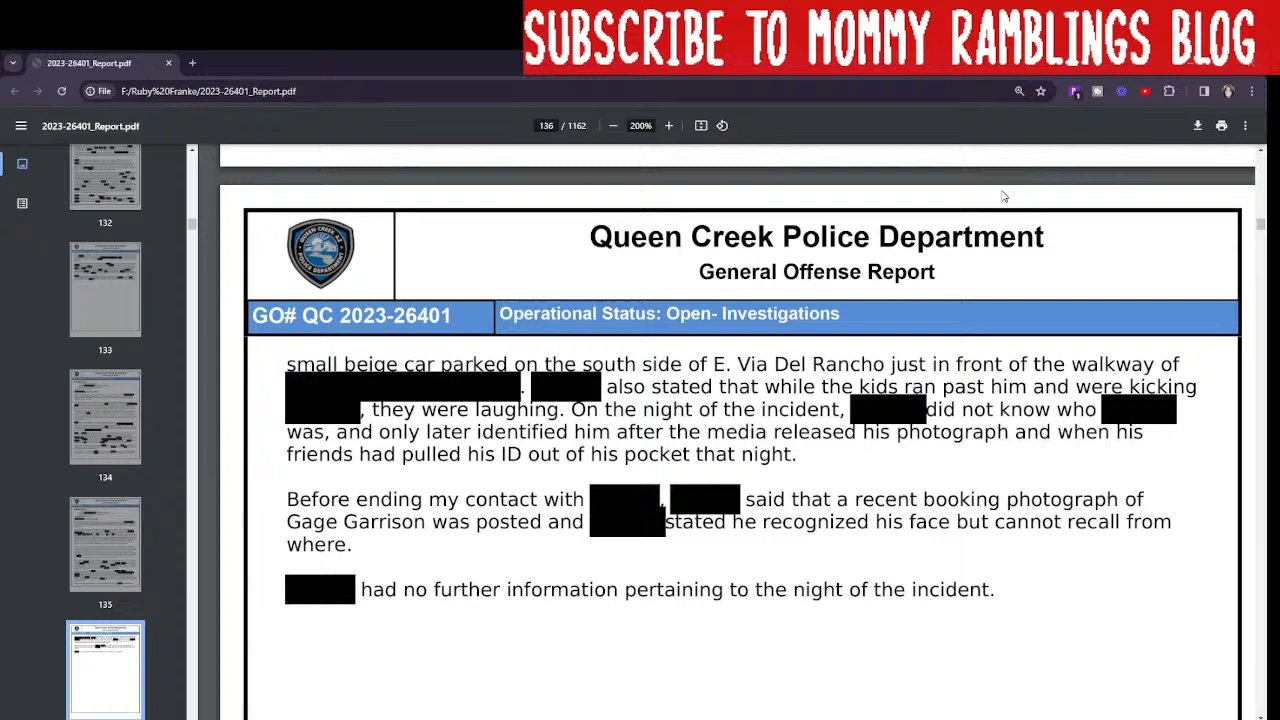 SUBSCRIBE TO MOMMY RAMBLINGS BLOG
2023-26401_Report.pdf
File F:/Ruby%20Franke/2023-26401_Report.pdf
2023-26401_Report.pdf
136 / 1162
200%
132
133
134
135
Queen Creek Police Department
General Offense Report
GO# QC 2023-26401
Operational Status: Open- Investigations
small beige car parked on the south side of E. Via Del Rancho just in front of the walkway of
. also stated that while the kids ran past him and were kicking
, they were laughing. On the night of the incident, did not know who
was, and only later identified him after the media released his photograph and when his
friends had pulled his ID out of his pocket that night.
Before ending my contact with , said that a recent booking photograph of
Gage Garrison was posted and stated he recognized his face but cannot recall from
where.
had no further information pertaining to the night of the incident.